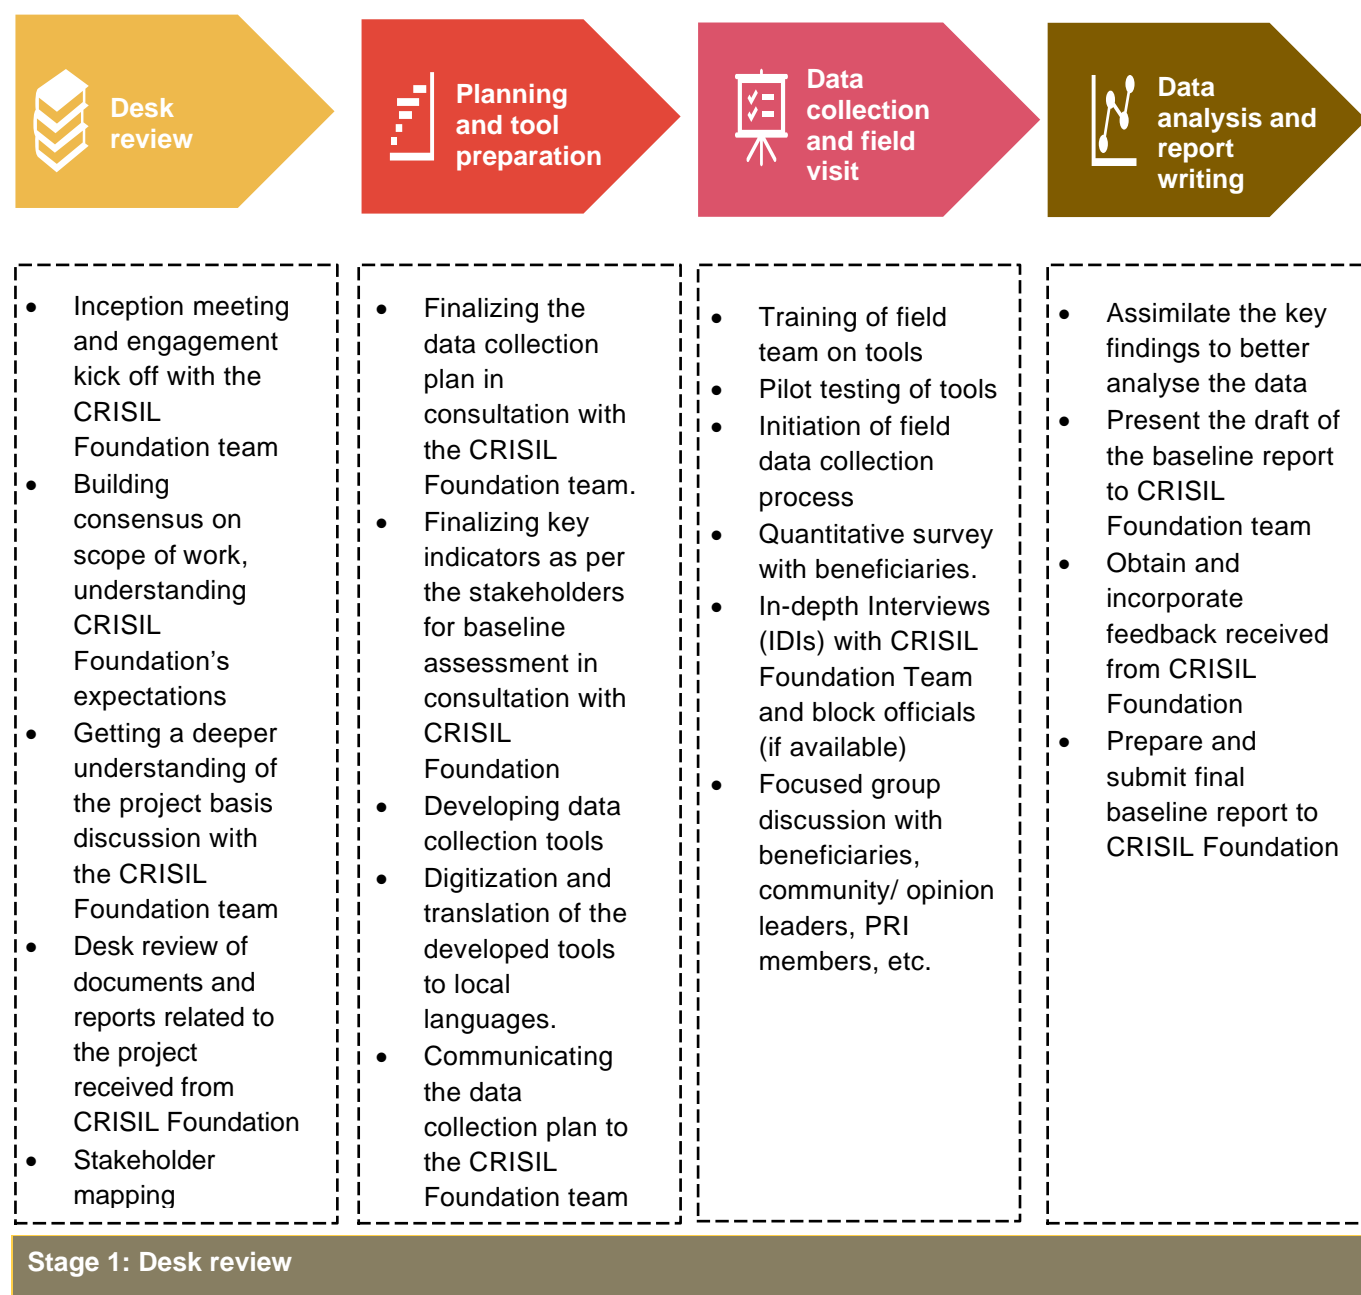 Desk
review
Planning
and tool
preparation
Data
collection
and field
visit
Data
analysis and
report
writing
• Inception meeting
and engagement
kick off with the
CRISIL
Foundation team
• Building
consensus on
scope of work,
understanding
CRISIL
Foundation’s
expectations
• Getting a deeper
understanding of
the project basis
discussion with
the CRISIL
Foundation team
• Desk review of
documents and
reports related to
the project
received from
CRISIL Foundation
• Stakeholder
mapping
• Finalizing the
data collection
plan in
consultation with
the CRISIL
Foundation team.
• Finalizing key
indicators as per
the stakeholders
for baseline
assessment in
consultation with
CRISIL
Foundation
• Developing data
collection tools
• Digitization and
translation of the
developed tools
to local
languages.
• Communicating
the data
collection plan to
the CRISIL
Foundation team
• Training of field
team on tools
• Pilot testing of tools
• Initiation of field
data collection
process
• Quantitative survey
with beneficiaries.
• In-depth Interviews
(IDIs) with CRISIL
Foundation Team
and block officials
(if available)
• Focused group
discussion with
beneficiaries,
community/ opinion
leaders, PRI
members, etc.
• Assimilate the key
findings to better
analyse the data
• Present the draft of
the baseline report
to CRISIL
Foundation team
• Obtain and
incorporate
feedback received
from CRISIL
Foundation
• Prepare and
submit final
baseline report to
CRISIL Foundation
Stage 1: Desk review